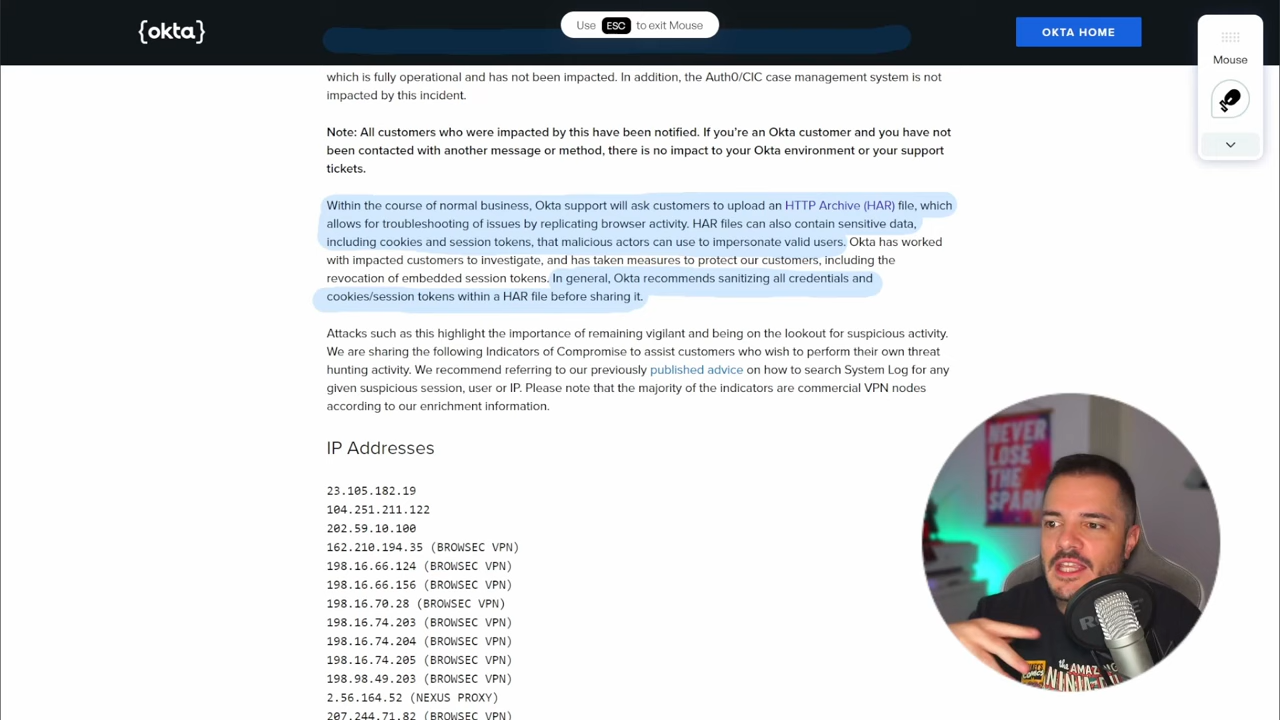 {okta}
Use ESC to exit Mouse
OKTA HOME
Mouse
which is fully operational and has not been impacted. In addition, the Auth0/CIC case management system is not
impacted by this incident.
Note: All customers who were impacted by this have been notified. If you’re an Okta customer and you have not
been contacted with another message or method, there is no impact to your Okta environment or your support
tickets.
Within the course of normal business, Okta support will ask customers to upload an HTTP Archive (HAR) file, which
allows for troubleshooting of issues by replicating browser activity. HAR files can also contain sensitive data,
including cookies and session tokens, that malicious actors can use to impersonate valid users. Okta has worked
with impacted customers to investigate, and has taken measures to protect our customers, including the
revocation of embedded session tokens. In general, Okta recommends sanitizing all credentials and
cookies/session tokens within a HAR file before sharing it.
Attacks such as this highlight the importance of remaining vigilant and being on the lookout for suspicious activity.
We are sharing the following Indicators of Compromise to assist customers who wish to perform their own threat
hunting activity. We recommend referring to our previously published advice on how to search System Log for any
given suspicious session, user or IP. Please note that the majority of the indicators are commercial VPN nodes
according to our enrichment information.
IP Addresses
23.105.182.19
104.251.211.122
202.59.10.100
162.210.194.35 (BROWSEC VPN)
198.16.66.124 (BROWSEC VPN)
198.16.66.156 (BROWSEC VPN)
198.16.70.28 (BROWSEC VPN)
198.16.74.203 (BROWSEC VPN)
198.16.74.204 (BROWSEC VPN)
198.16.74.205 (BROWSEC VPN)
198.98.49.203 (BROWSEC VPN)
2.56.164.52 (NEXUS PROXY)
207.244.71.82 (BROWSEC VPN)
NEVER
LOSE
THE
the